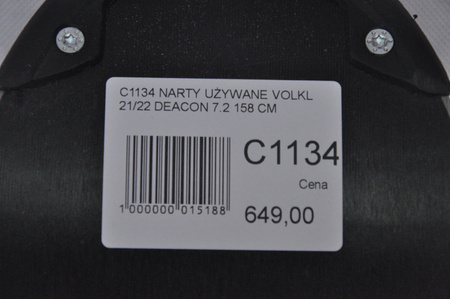 C1134 NARTY UŻYWANE VOLKL
21/22 DEACON 7.2 158 CM
C1134
Cena
1 000000 015188
649,00